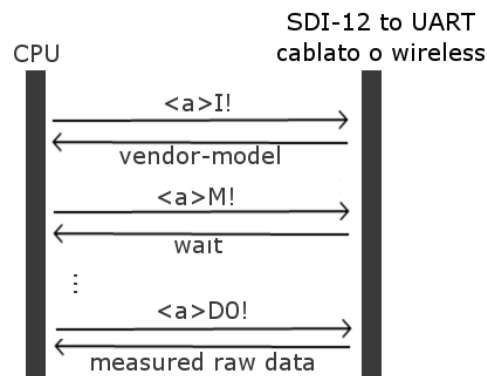 SDI-12 to UART
CPU cablato o wireless
<a>I!
vendor-model
<a>M!
wait
⋮
<a>D0!
measured raw data